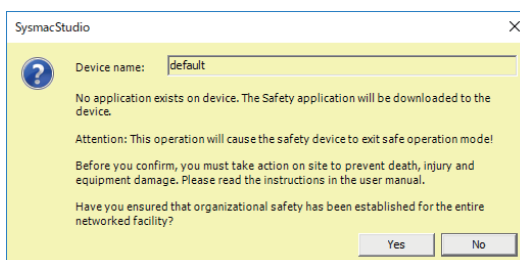 SysmacStudio
Device name: default
No application exists on device. The Safety application will be downloaded to the
device.
Attention: This operation will cause the safety device to exit safe operation mode!
Before you confirm, you must take action on site to prevent death, injury and
equipment damage. Please read the instructions in the user manual.
Have you ensured that organizational safety has been established for the entire
networked facility?
Yes No